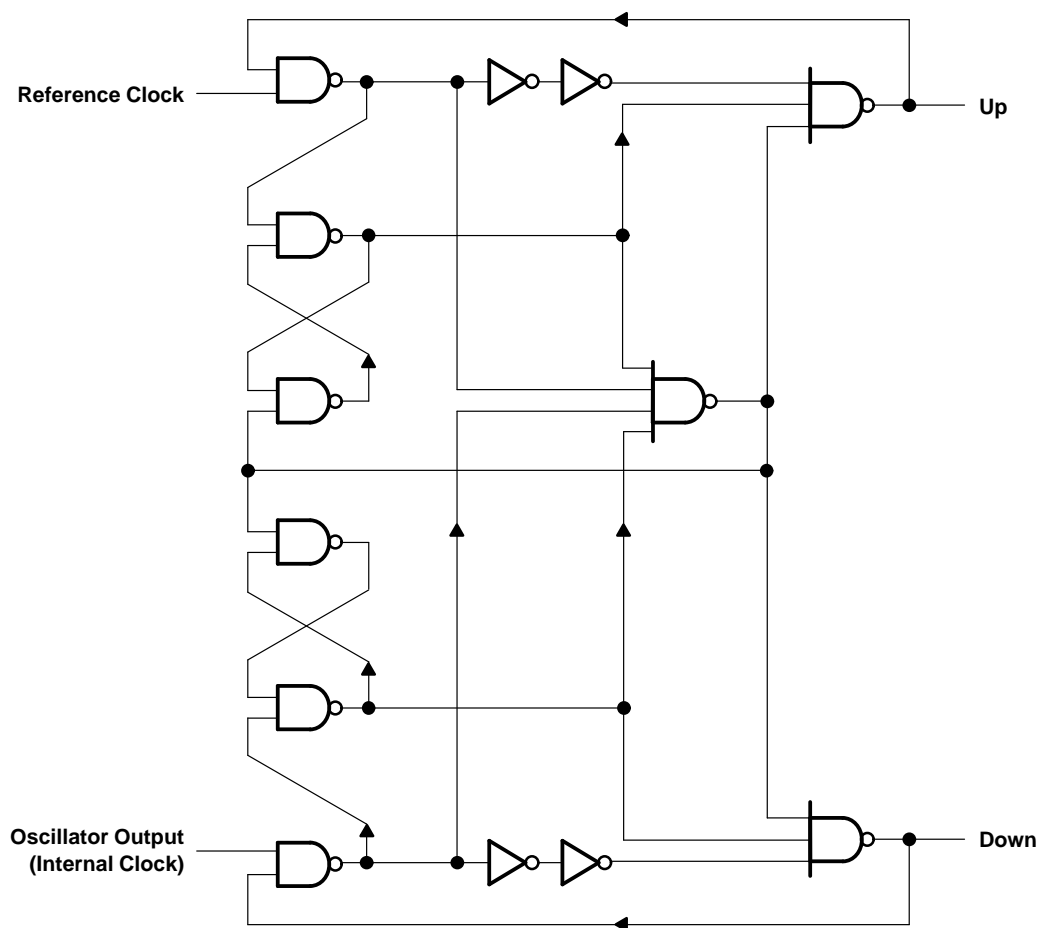 Reference Clock
Up
Oscillator Output
(Internal Clock)
Down